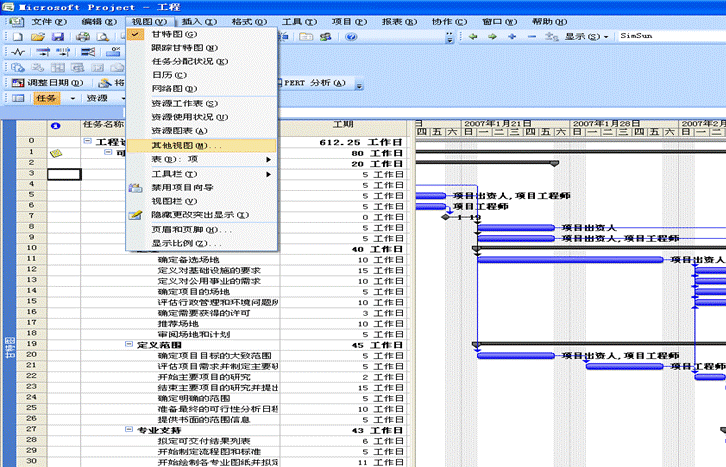 Microsoft Project - 工程
文件(F) 编辑(E) 视图(V) 插入(I) 格式(O) 工具(T) 项目(P) 报表(R) 协作(C) 窗口(W) 帮助(H)
显示(S) SimSun
调整日期(D) 将 PERT 分析(A)
任务 资源
甘特图(G)
跟踪甘特图(N)
任务分配状况(K)
日历(C)
网络图(D)
资源工作表(S)
资源使用状况(U)
资源图表(A)
其他视图(M)...
表(B): 项
工具栏(T)
禁用项目向导
视图栏(V)
隐藏更改突出显示(I)
页眉和页脚(H)...
显示比例(Z)...
任务名称 工期 日 2007年1月21日 2007年1月28日 2007年2月
四 五 六 日 一 二 三 四 五 六 日 一 二 三 四 五 六 日 一 二
0 工程 612.25 工作日
1 可 80 工作日
2 20 工作日
3 5 工作日
4 5 工作日
5 5 工作日 项目出资人,项目工程师
6 5 工作日 项目工程师
7 0 工作日 1-19
8 5 工作日 项目出资人
9 5 工作日 项目出资人,项目工程师
10 40 工作日
11 确定备选场地 10 工作日 项目出资人
12 定义对基础设施的要求 15 工作日
13 定义对公用事业的需求 10 工作日
14 确定项目的场地 5 工作日
15 评估行政管理和环境问题所 10 工作日
16 确定需要获得的许可 3 工作日
17 推荐场地 10 工作日
18 审阅场地和计划 5 工作日
19 定义范围 45 工作日
20 确定项目目标的大致范围 5 工作日 项目出资人,项目工程师
21 评估项目需求并制定主要研 5 工作日 项目工程师
22 开始主要项目的研究 2 工作日
23 结束主要项目的研究并提出 15 工作日
24 确定明确的范围 5 工作日
25 准备最终的可行性分析日程 10 工作日
26 提供书面的范围信息 5 工作日
27 专业支持 43 工作日
28 拟定可交付结果列表 6 工作日
29 开始制定流程图和标准 5 工作日
30 开始绘制各专业图纸并拟定 11 工作日
甘特图